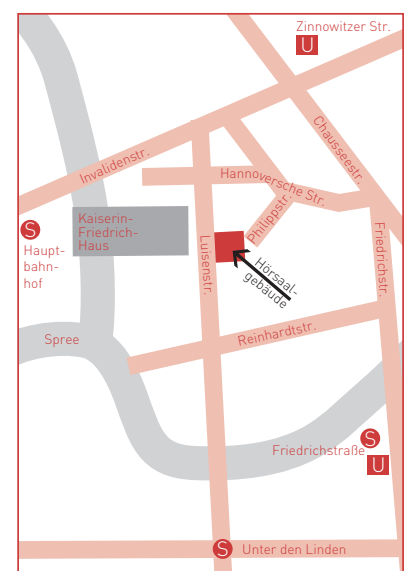 Zinnowitzer Str.
U
Chausseestr.
Invalidenstr.
Hannoversche Str.
Philippstr.
Kaiserin-
Friedrich-
Haus
S
Haupt-
bahn-
hof
Luisenstr.
Friedrichstr.
Hörsaal-
gebäude
Reinhardtstr.
Spree
S
Friedrichstraße
U
S
Unter den Linden